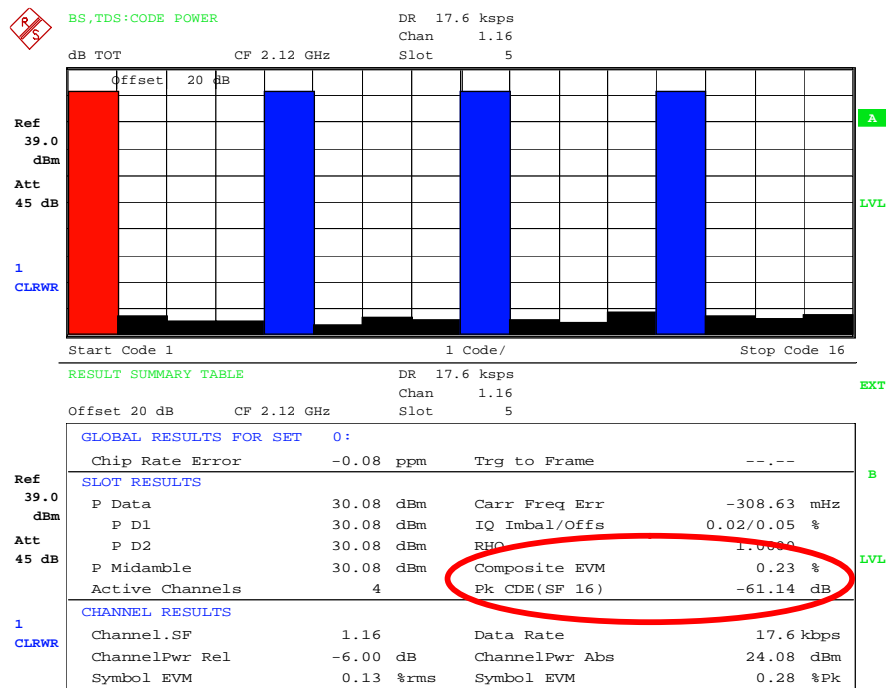 BS,TDS:CODE POWER DR 17.6 ksps
Chan 1.16
dB TOT CF 2.12 GHz Slot 5
Offset 20 dB
R S
Ref
39.0
dBm
Att
45 dB
1
CLRWR
A
LVL
Start Code 1 1 Code/ Stop Code 16
RESULT SUMMARY TABLE DR 17.6 ksps
Chan 1.16
Offset 20 dB CF 2.12 GHz Slot 5
EXT
GLOBAL RESULTS FOR SET 0:
Chip Rate Error -0.08 ppm Trg to Frame --.--
SLOT RESULTS
P Data 30.08 dBm Carr Freq Err -308.63 mHz
P D1 30.08 dBm IQ Imbal/Offs 0.02/0.05 %
P D2 30.08 dBm RHO 1.0000
P Midamble 30.08 dBm Composite EVM 0.23 %
Active Channels 4 Pk CDE(SF 16) -61.14 dB
CHANNEL RESULTS
Channel.SF 1.16 Data Rate 17.6 kbps
ChannelPwr Rel -6.00 dB ChannelPwr Abs 24.08 dBm
Symbol EVM 0.13 %rms Symbol EVM 0.28 %Pk
Ref
39.0
dBm
Att
45 dB
1
CLRWR
B
LVL